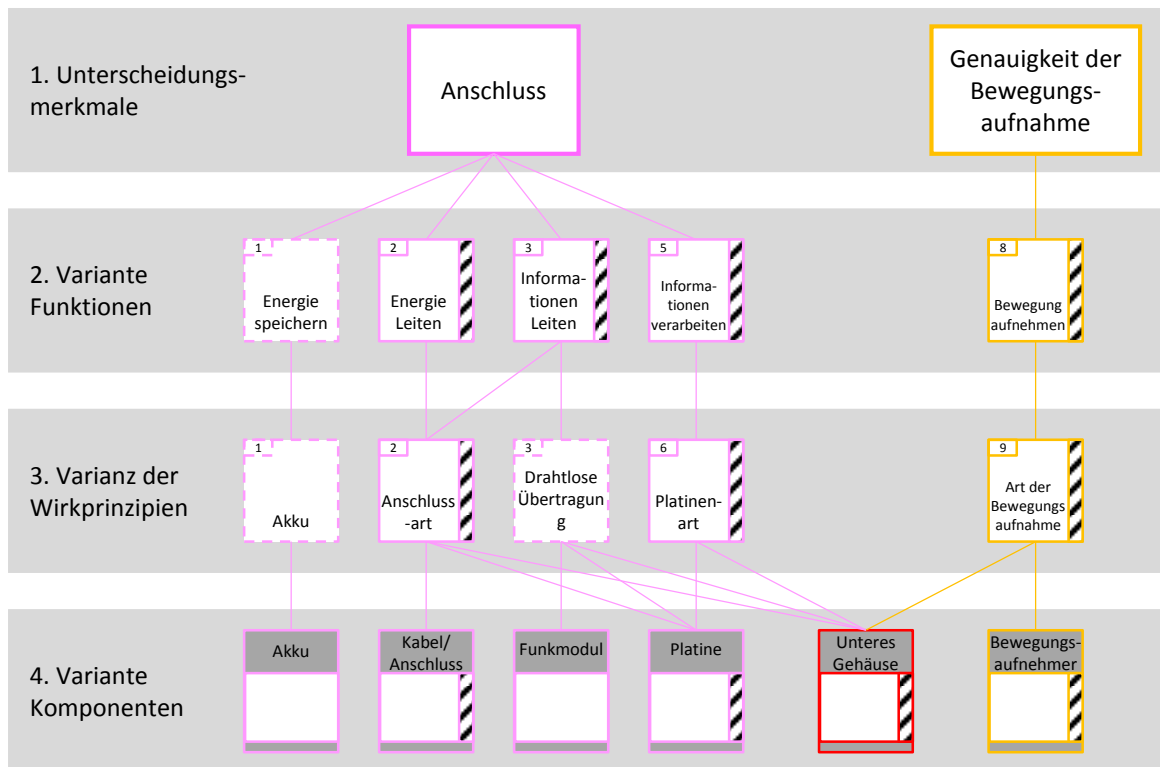 1. Unterscheidungs-
merkmale
Anschluss
Genauigkeit der
Bewegungs-
aufnahme
2. Variante
Funktionen
1
Energie
speichern
2
Energie
Leiten
3
Informa-
tionen
Leiten
5
Informa-
tionen
verarbeiten
8
Bewegung
aufnehmen
3. Varianz der
Wirkprinzipien
1
Akku
2
Anschluss
-art
3
Drahtlose
Übertragun
g
6
Platinen-
art
9
Art der
Bewegungs
aufnahme
4. Variante
Komponenten
Akku
Kabel/
Anschluss
Funkmodul
Platine
Unteres
Gehäuse
Bewegungs-
aufnehmer